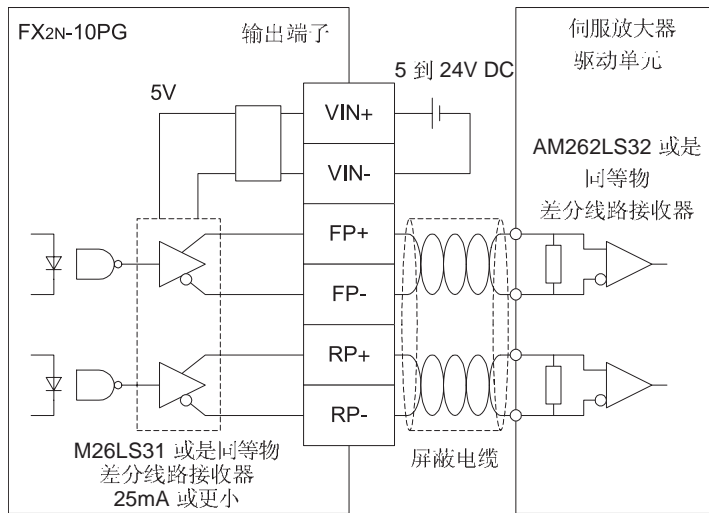 FX2N-10PG
输出端子
伺服放大器
驱动单元
5V
5 到 24V DC
VIN+
VIN-
FP+
FP-
RP+
RP-
AM262LS32 或是
同等物
差分线路接收器
M26LS31 或是同等物
差分线路接收器
25mA 或更小
屏蔽电缆